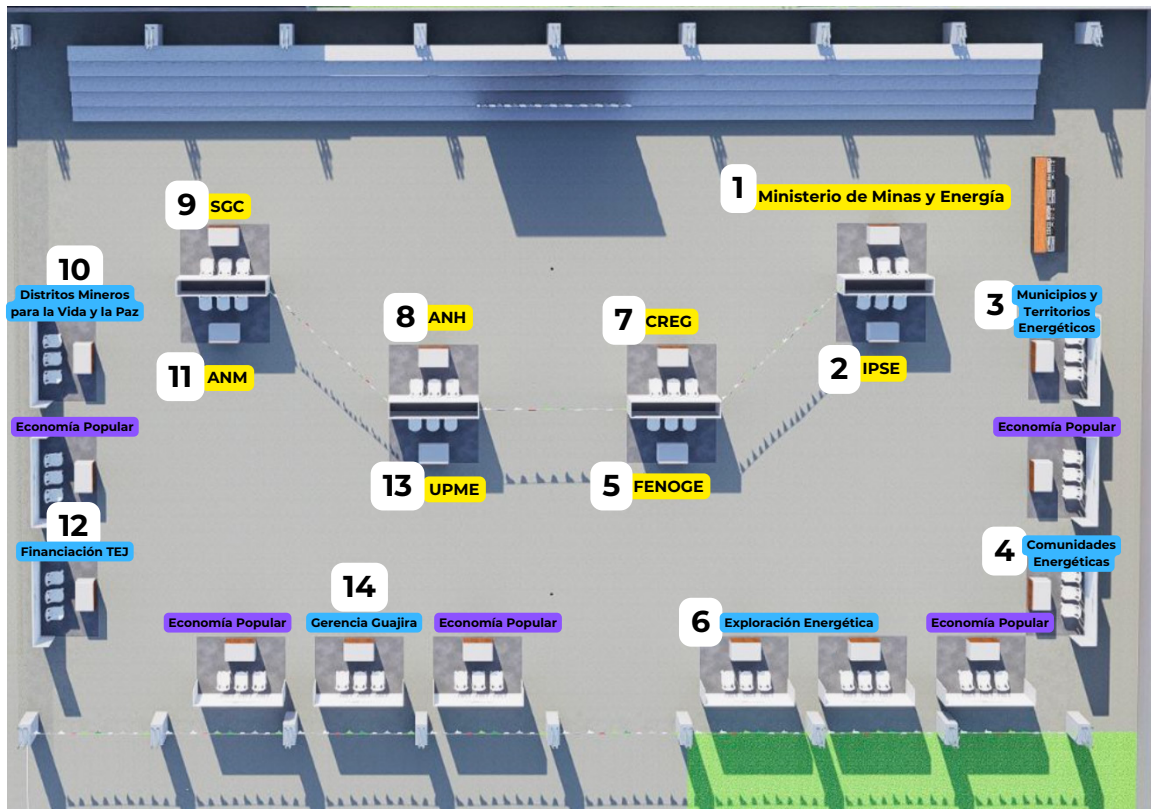 1
Ministerio de Minas y Energía
9
SGC
10
Distritos Mineros
para la Vida y la Paz
3
Municipios y
Territorios
Energéticos
8
ANH
7
CREG
11
ANM
2
IPSE
Economía Popular
Economía Popular
13
UPME
5
FENOGE
12
Financiación TEJ
4
Comunidades
Energéticas
14
Economía Popular
Gerencia Guajira
Economía Popular
6
Exploración Energética
Economía Popular